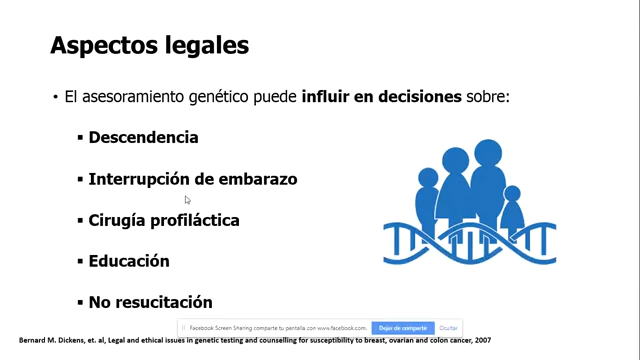 Aspectos legales
• El asesoramiento genético puede influir en decisiones sobre:
▪ Descendencia
▪ Interrupción de embarazo
▪ Cirugía profiláctica
▪ Educación
▪ No resucitación
Facebook Screen Sharing comparte tu pantalla con www.facebook.com. Dejar de compartir Ocultar
Bernard M. Dickens, et. al, Legal and ethical issues in genetic testing and counselling for susceptibility to breast, ovarian and colon cancer, 2007